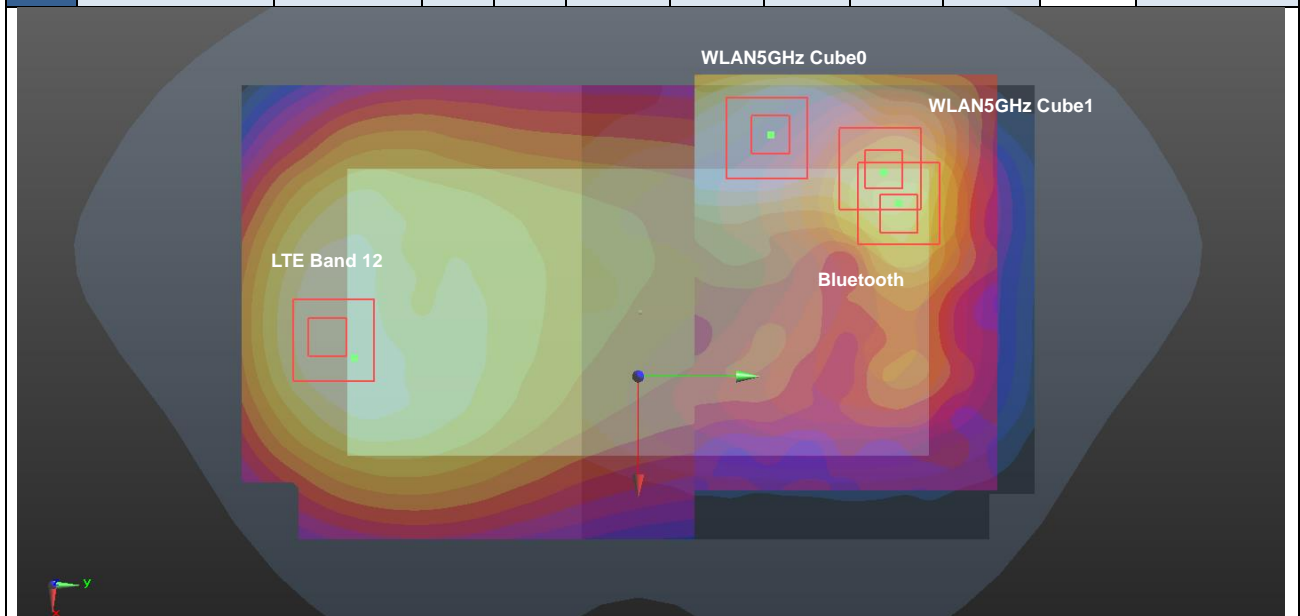 WLAN5GHz Cube0
WLAN5GHz Cube1
LTE Band 12
Bluetooth
y
x